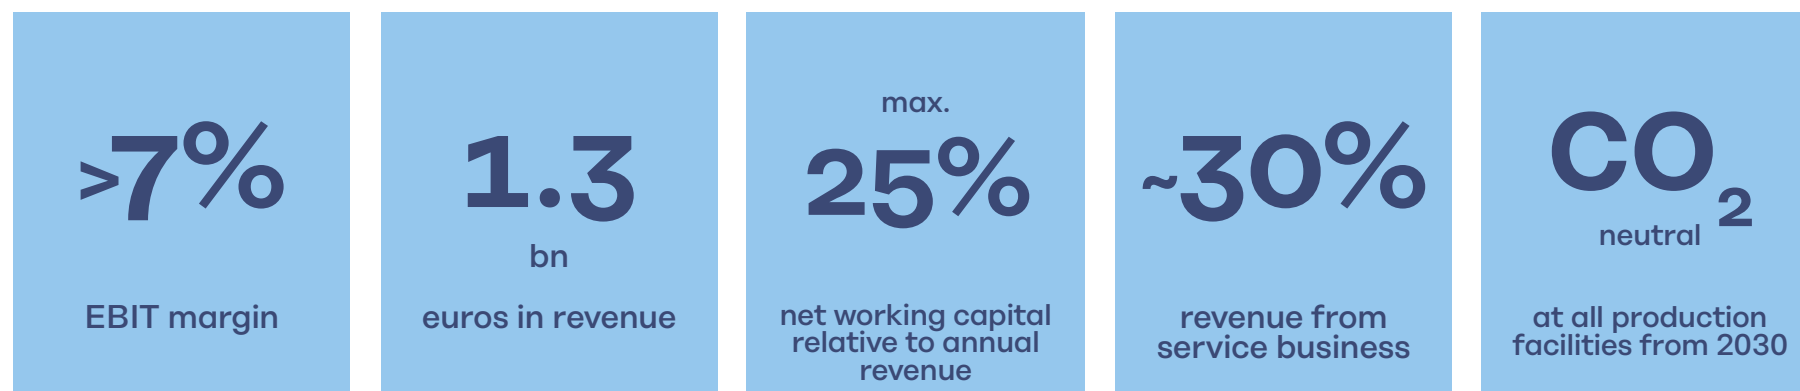 >7%
EBIT margin
1.3
bn
euros in revenue
max.
25%
net working capital
relative to annual
revenue
~30%
revenue from
service business
CO₂
neutral
at all production
facilities from 2030